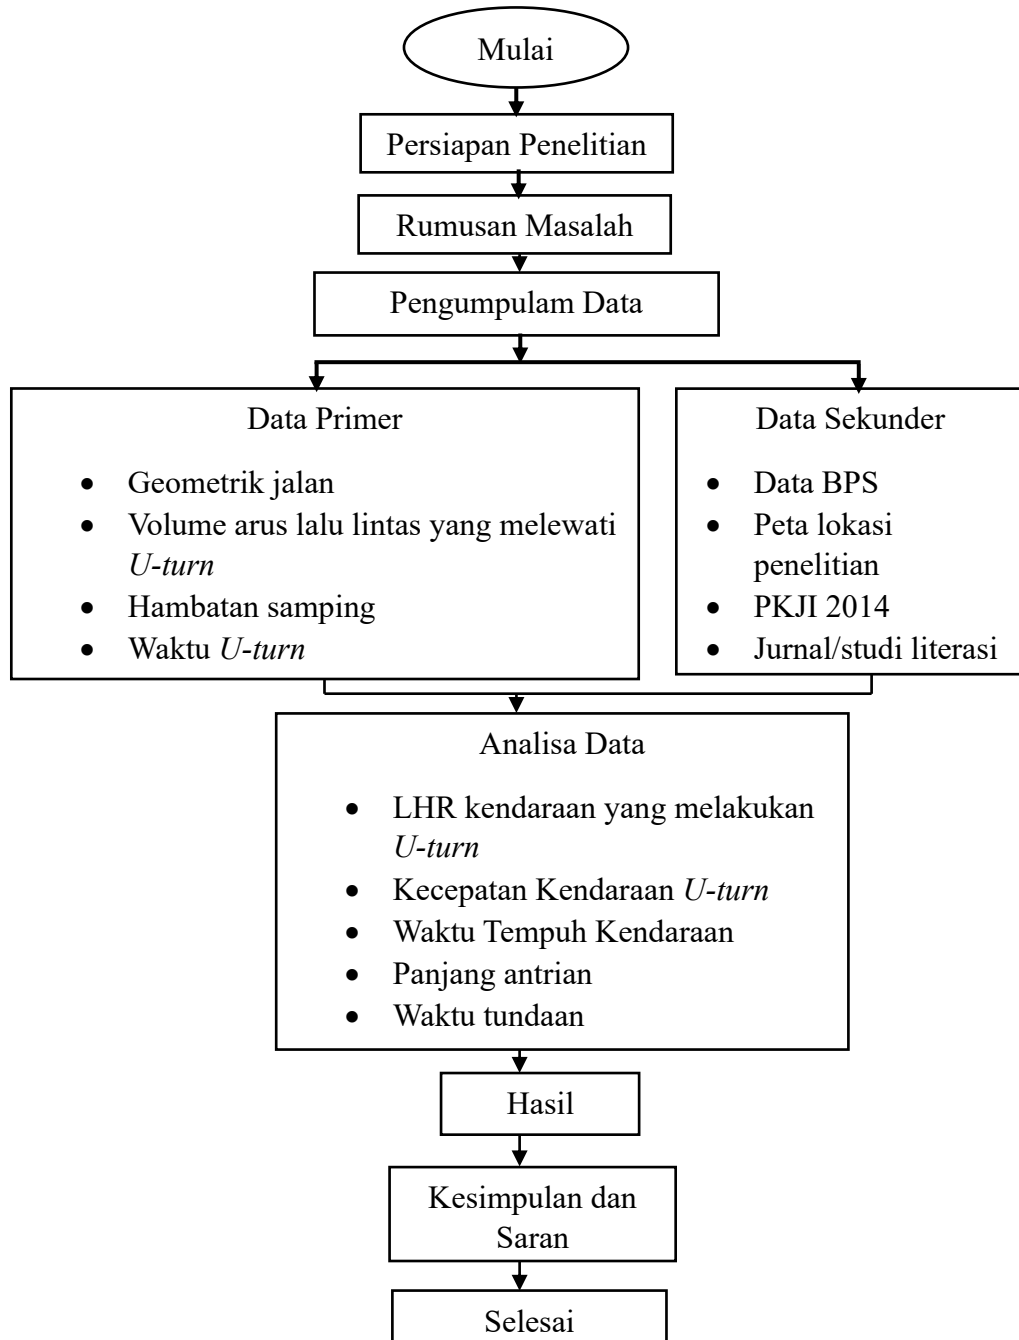 Mulai
Persiapan Penelitian
Rumusan Masalah
Pengumpulam Data
Data Primer
• Geometrik jalan
• Volume arus lalu lintas yang melewati
U-turn
• Hambatan samping
• Waktu U-turn
Data Sekunder
• Data BPS
• Peta lokasi
penelitian
• PKJI 2014
• Jurnal/studi literasi
Analisa Data
• LHR kendaraan yang melakukan
U-turn
• Kecepatan Kendaraan U-turn
• Waktu Tempuh Kendaraan
• Panjang antrian
• Waktu tundaan
Hasil
Kesimpulan dan
Saran
Selesai